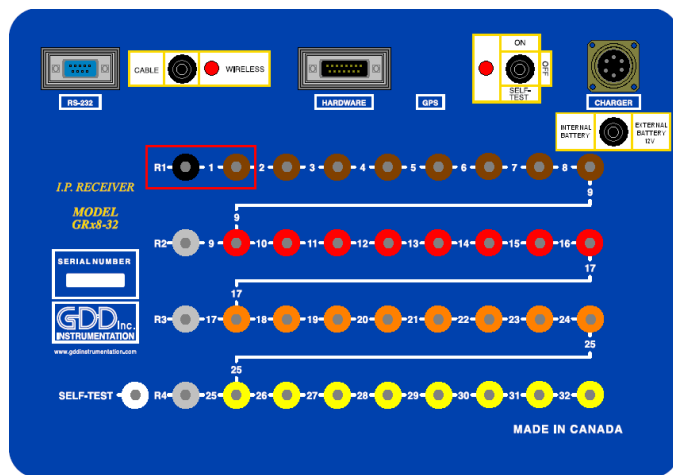 ON
OFF
SELF-
TEST
CABLE
WIRELESS
RS-232
HARDWARE
GPS
CHARGER
INTERNAL
BATTERY
EXTERNAL
BATTERY
12V
R1 1 2 3 4 5 6 7 8
9
I.P. RECEIVER
MODEL
GRx8-32
9
R2 9 10 11 12 13 14 15 16
17
SERIAL NUMBER
17
GDD Inc.
INSTRUMENTATION
R3 17 18 19 20 21 22 23 24
25
www.gddinstrumentation.com
25
SELF-TEST R4 25 26 27 28 29 30 31 32
MADE IN CANADA